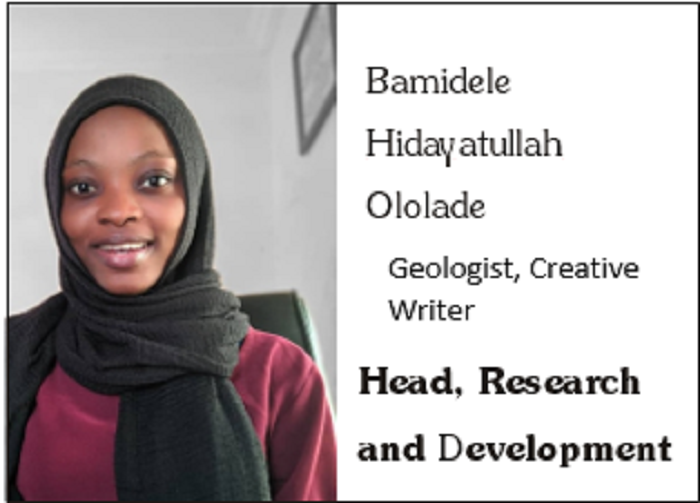 Bamidele
Hidayatullah
Ololade
Geologist, Creative
Writer
Head, Research
and Development